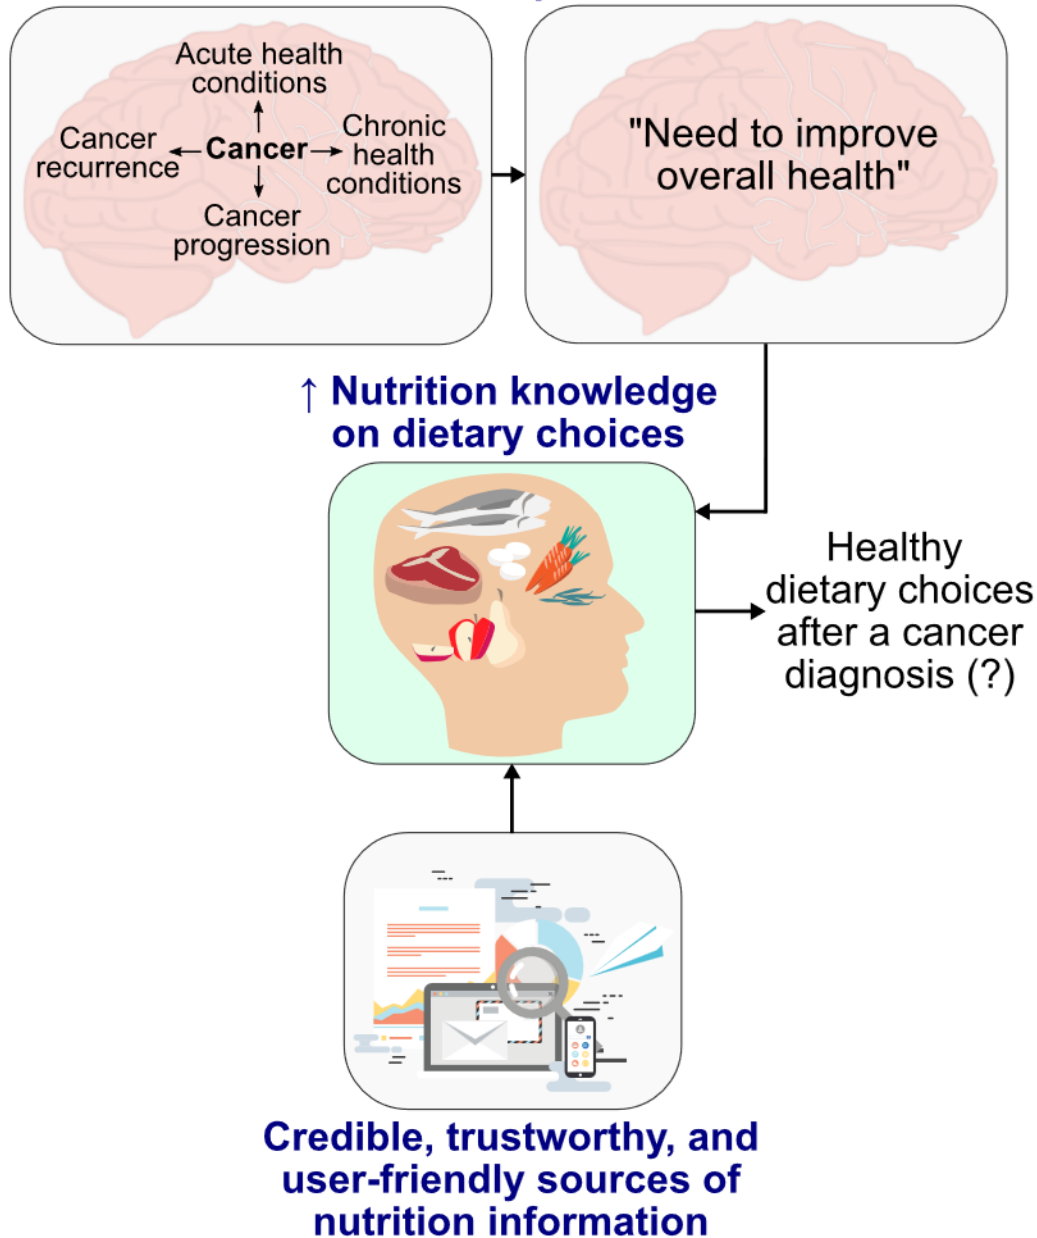 Acute health
conditions
Cancer
recurrence
Cancer
Chronic
health
conditions
Cancer
progression
"Need to improve
overall health"
↑ Nutrition knowledge
on dietary choices
Healthy
dietary choices
after a cancer
diagnosis (?)
Credible, trustworthy, and
user-friendly sources of
nutrition information